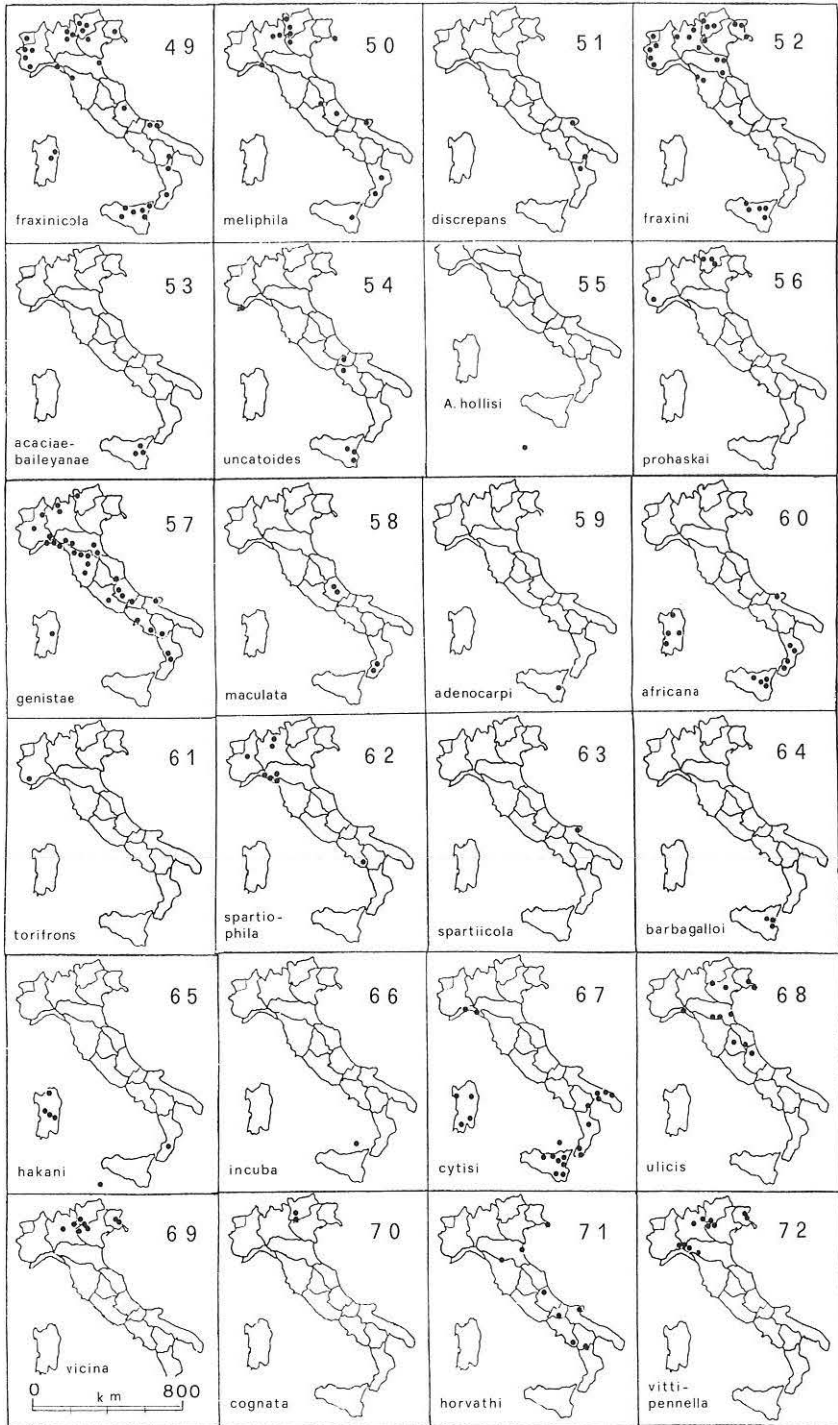 49
fraxinicola
50
meliphila
51
discrepans
52
fraxini
53
acaciae-
baileyanae
54
uncatoides
55
A. hollisi
56
prohaskai
57
genistae
58
maculata
59
adenocarpi
60
africana
61
torifrons
62
spartio-
phila
63
spartiicola
64
barbagalloi
65
hakani
66
incuba
67
cytisi
68
ulicis
69
vicina
0 km 800
70
cognata
71
horvathi
72
vitti-
pennella